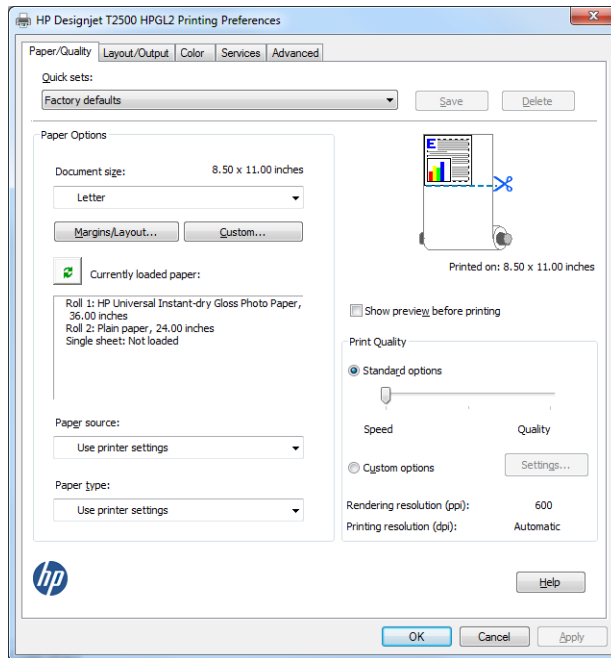 HP Designjet T2500 HPGL2 Printing Preferences
Paper/Quality Layout/Output Color Services Advanced
Quick sets:
Factory defaults
Save Delete
Paper Options
Document size: 8.50 x 11.00 inches
Letter
Margins/Layout... Custom...
Currently loaded paper:
Roll 1: HP Universal Instant-dry Gloss Photo Paper,
36.00 inches
Roll 2: Plain paper, 24.00 inches
Single sheet: Not loaded
Paper source:
Use printer settings
Paper type:
Use printer settings
E
Printed on: 8.50 x 11.00 inches
Show preview before printing
Print Quality
Standard options
Speed Quality
Custom options Settings...
Rendering resolution (ppi): 600
Printing resolution (dpi): Automatic
hp
Help
OK Cancel Apply